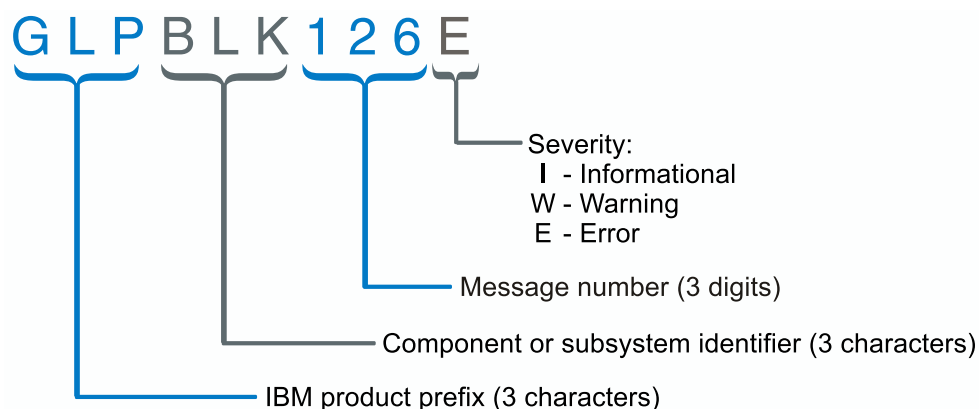 GLPBLK126E
Severity:
I - Informational
W - Warning
E - Error
Message number (3 digits)
Component or subsystem identifier (3 characters)
IBM product prefix (3 characters)